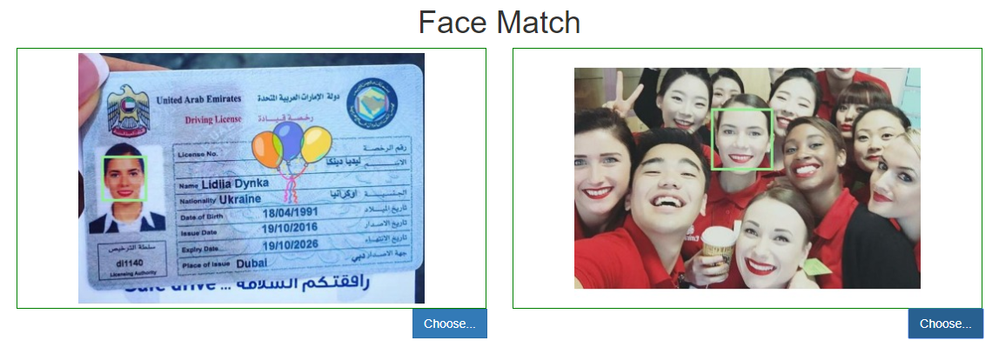 Face Match
United Arab Emirates دولة الإمارات العربية المتحدة
Driving License رخصة قيادة
License No. رقم الرخصة
الاسم ليديا دينكا
Name Lidiia Dynka
Nationality Ukraine الجنسية أوكرانيا
Date of Birth 18/04/1991 تاريخ الميلاد
Issue Date 19/10/2016 تاريخ الاصدار
Expiry Date 19/10/2026 تاريخ الانتهاء
Place of Issue Dubai جهة الاصدار دبي
سلطة الترخيص
di1140
Licensing Authority
Safe drive ... رافقتكم السلامة
Choose...
Choose...